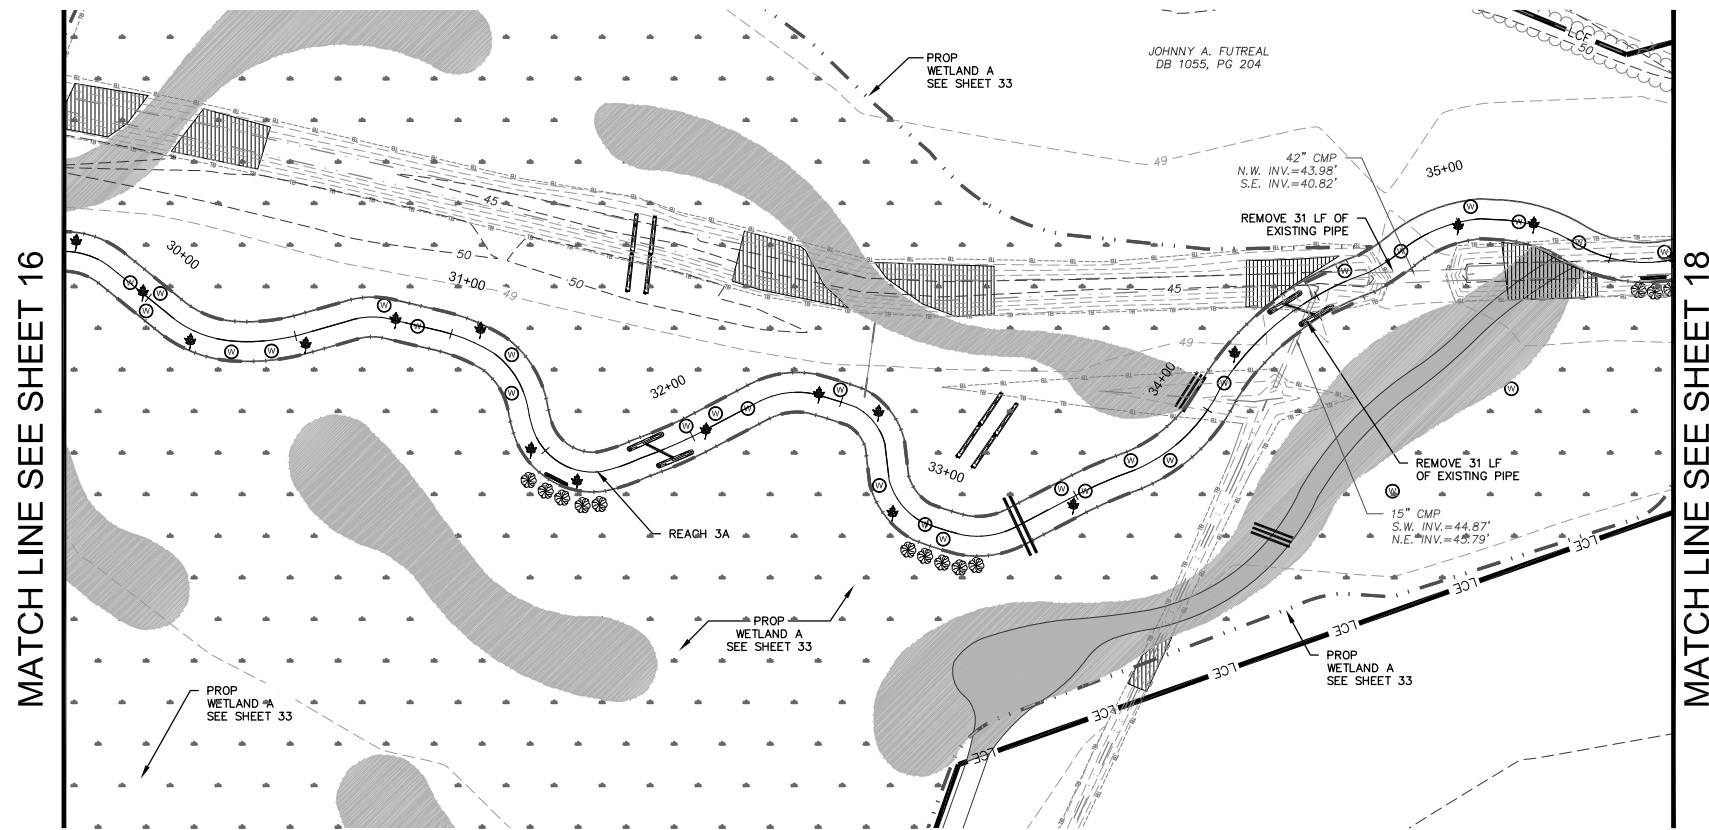 MATCH LINE SEE SHEET 16
MATCH LINE SEE SHEET 18
PROP
WETLAND A
SEE SHEET 33
JOHNNY A. FUTREAL
DB 1055, PG 204
LCE
50
49
42" CMP
N.W. INV.=43.98'
S.E. INV.=40.82'
35+00
REMOVE 31 LF OF
EXISTING PIPE
45
30+00
50
31+00
49
50
45
49
32+00
34+00
33+00
REMOVE 31 LF
OF EXISTING PIPE
15" CMP
S.W. INV.=44.87'
N.E. INV.=45.79'
REACH 3A
PROP
WETLAND A
SEE SHEET 33
PROP
WETLAND A
SEE SHEET 33
PROP
WETLAND A
SEE SHEET 33
LCE
LCE
LCE
LCE
LCE
LCE